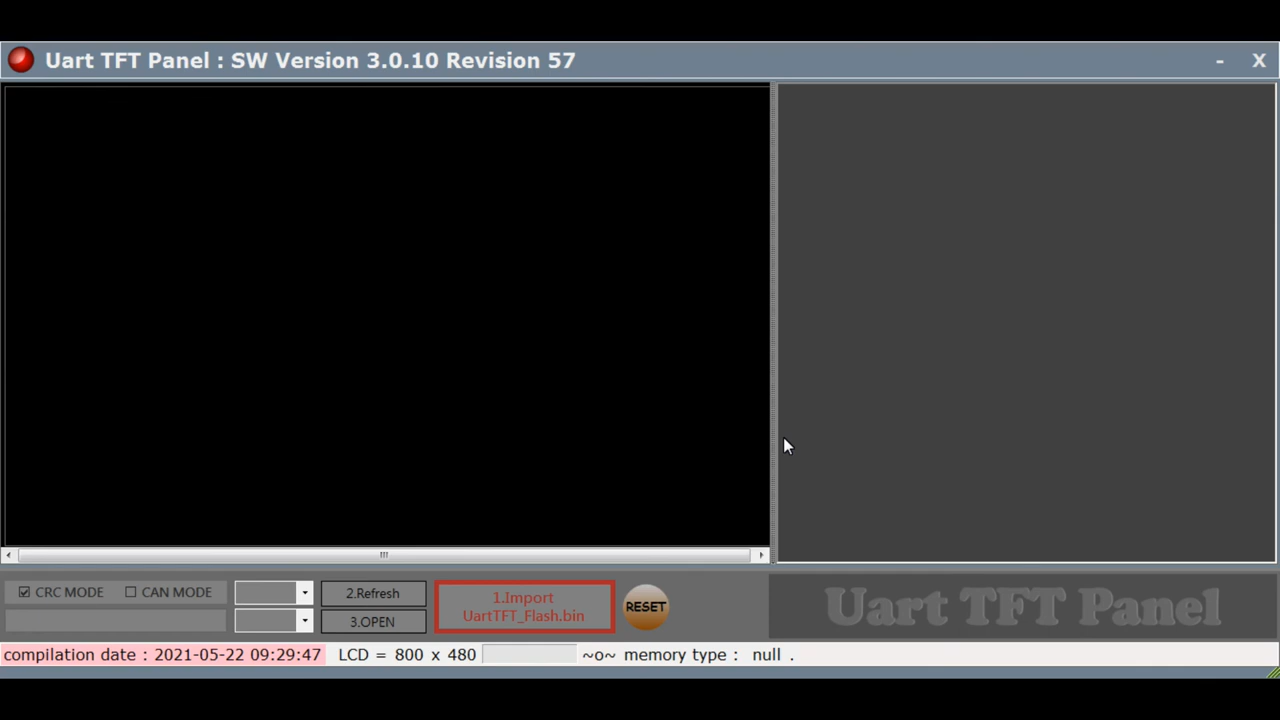 Uart TFT Panel : SW Version 3.0.10 Revision 57
- X
CRC MODE CAN MODE
2.Refresh
3.OPEN
1.Import
UartTFT_Flash.bin
RESET
Uart TFT Panel
compilation date : 2021-05-22 09:29:47 LCD = 800 x 480 ~o~ memory type : null .